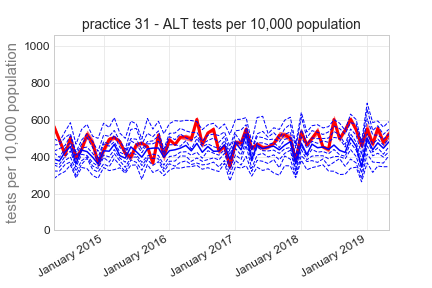 practice 31 - ALT tests per 10,000 population
tests per 10,000 population
1000
800
600
400
200
0
January 2015
January 2016
January 2017
January 2018
January 2019